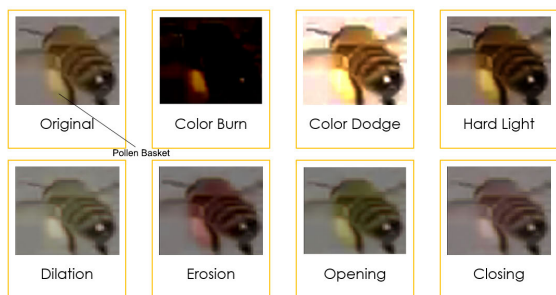 Original
Color Burn
Color Dodge
Hard Light
Pollen Basket
Dilation
Erosion
Opening
Closing